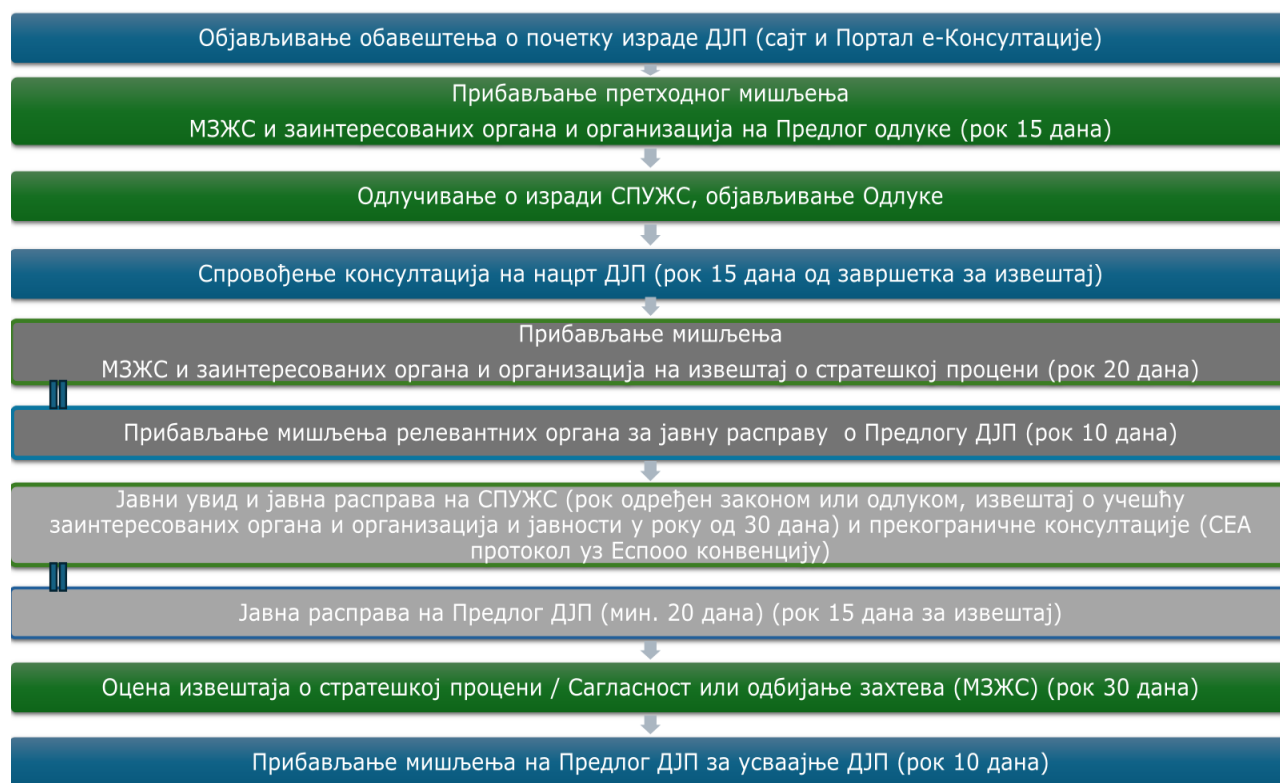 Објављивање обавештења о почетку израде ДЈП (сајт и Портал е-Консултације)
Прибављање претходног мишљења
МЗЖС и заинтересованих органа и организација на Предлог одлуке (рок 15 дана)
Одлучивање о изради СПУЖС, објављивање Одлуке
Спровођење консултација на нацрт ДЈП (рок 15 дана од завршетка за извештај)
Прибављање мишљења
МЗЖС и заинтересованих органа и организација на извештај о стратешкој процени (рок 20 дана)
Прибављање мишљења релевантних органа за јавну расправу о Предлогу ДЈП (рок 10 дана)
Јавни увид и јавна расправа на СПУЖС (рок одређен законом или одлуком, извештај о учешћу
заинтересованих органа и организација и јавности у року од 30 дана) и прекограничне консултације (СЕА
протокол уз Еспооо конвенцију)
Јавна расправа на Предлог ДЈП (мин. 20 дана) (рок 15 дана за извештај)
Оцена извештаја о стратешкој процени / Сагласност или одбијање захтева (МЗЖС) (рок 30 дана)
Прибављање мишљења на Предлог ДЈП за усваајње ДЈП (рок 10 дана)